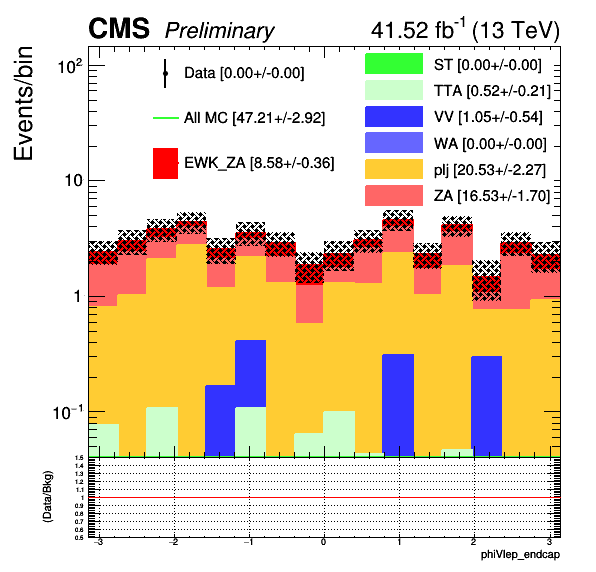 CMS Preliminary 41.52 fb⁻¹ (13 TeV)
Events/bin
10²
10
1
10⁻¹
Data [0.00+/-0.00]
All MC [47.21+/-2.92]
EWK_ZA [8.58+/-0.36]
ST [0.00+/-0.00]
TTA [0.52+/-0.21]
VV [1.05+/-0.54]
WA [0.00+/-0.00]
plj [20.53+/-2.27]
ZA [16.53+/-1.70]
(Data/Bkg)
1.5
1.4
1.3
1.2
1.1
1
0.9
0.8
0.7
0.6
0.5
−3 −2 −1 0 1 2 3
phiVlep_endcap